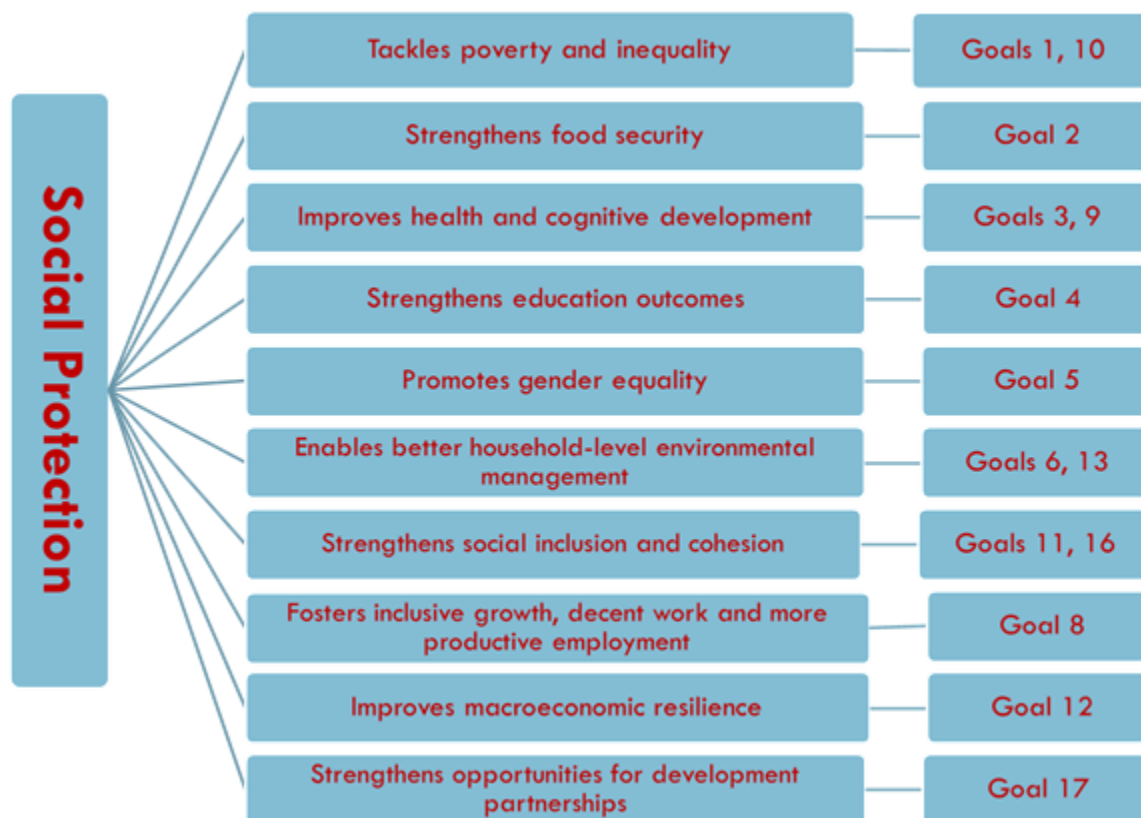 Social Protection
Tackles poverty and inequality
Goals 1, 10
Strengthens food security
Goal 2
Improves health and cognitive development
Goals 3, 9
Strengthens education outcomes
Goal 4
Promotes gender equality
Goal 5
Enables better household-level environmental
management
Goals 6, 13
Strengthens social inclusion and cohesion
Goals 11, 16
Fosters inclusive growth, decent work and more
productive employment
Goal 8
Improves macroeconomic resilience
Goal 12
Strengthens opportunities for development
partnerships
Goal 17